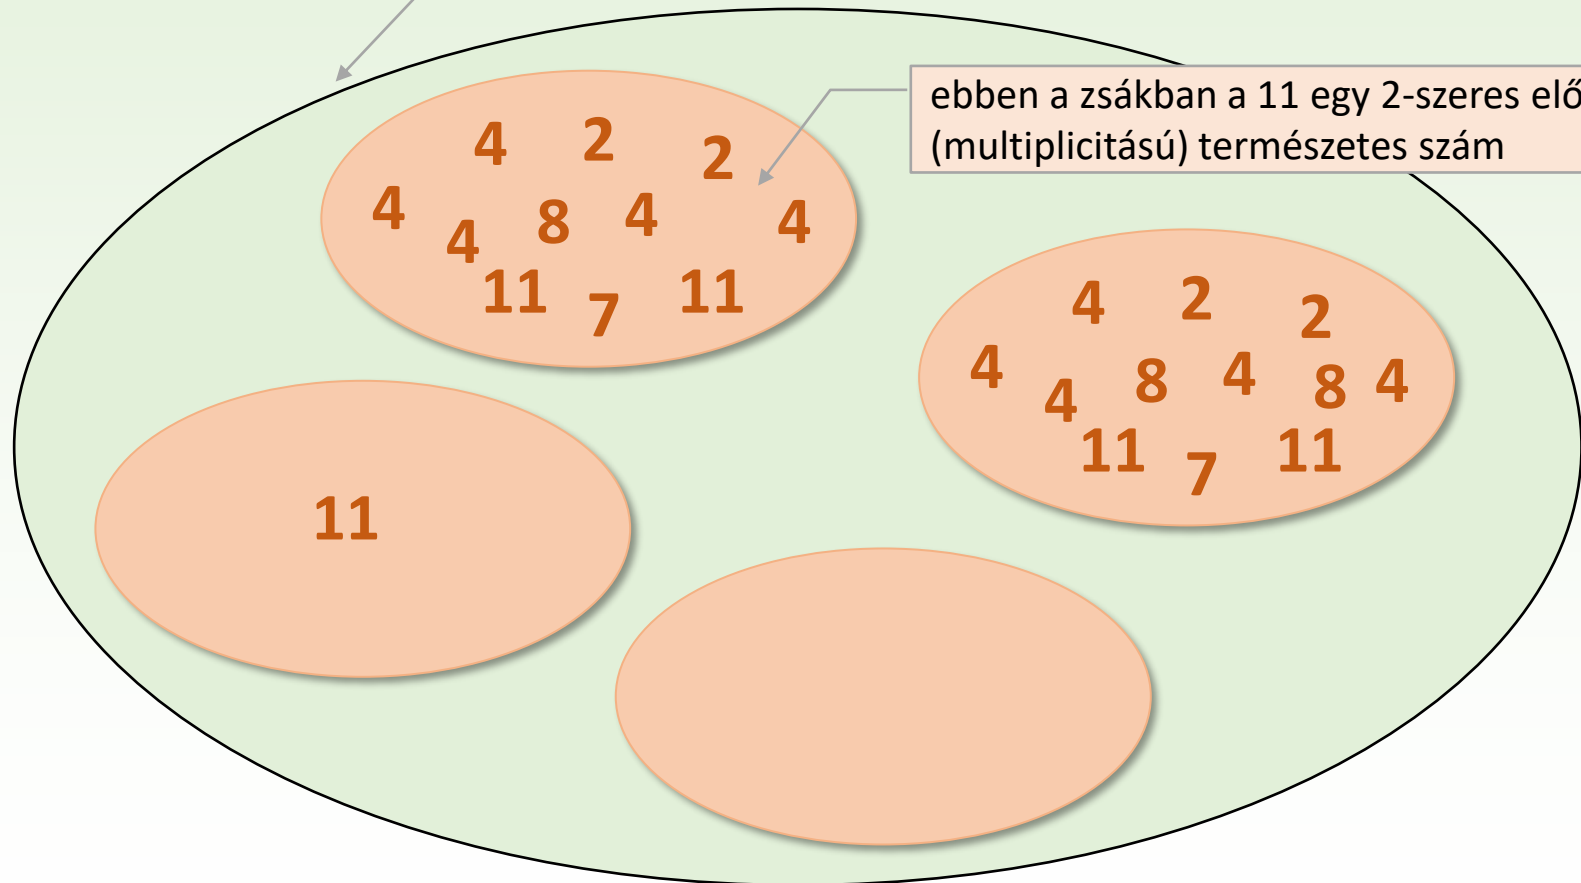 ebben a zsákban a 11 egy 2-szeres
(multiplicitású) természetes szám
4 2 2
4 4 8 4 4
11 7 11
4 2 2
4 4 8 4 8 4
11 7 11
11